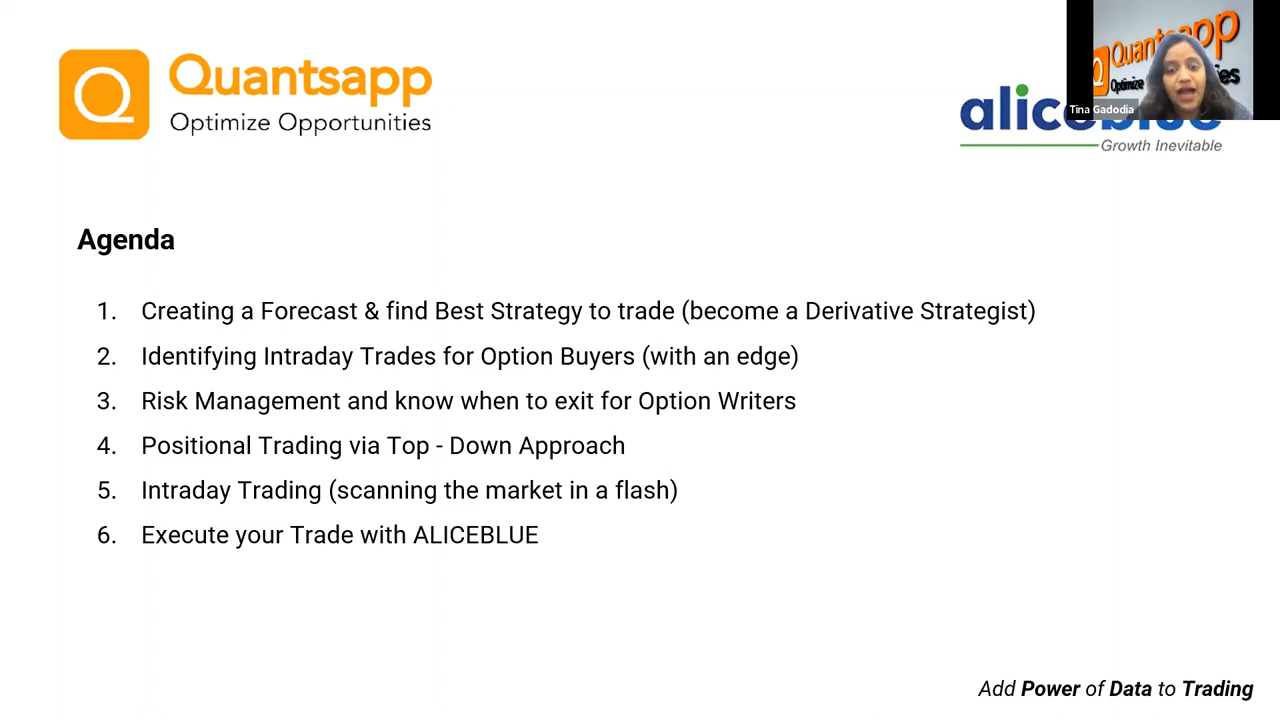 Quantsapp
Optimize Opportunities
Quantsapp
Optimize
Tina Gadodia
aliceblue
Growth Inevitable
Agenda
1. Creating a Forecast & find Best Strategy to trade (become a Derivative Strategist)
2. Identifying Intraday Trades for Option Buyers (with an edge)
3. Risk Management and know when to exit for Option Writers
4. Positional Trading via Top - Down Approach
5. Intraday Trading (scanning the market in a flash)
6. Execute your Trade with ALICEBLUE
Add Power of Data to Trading